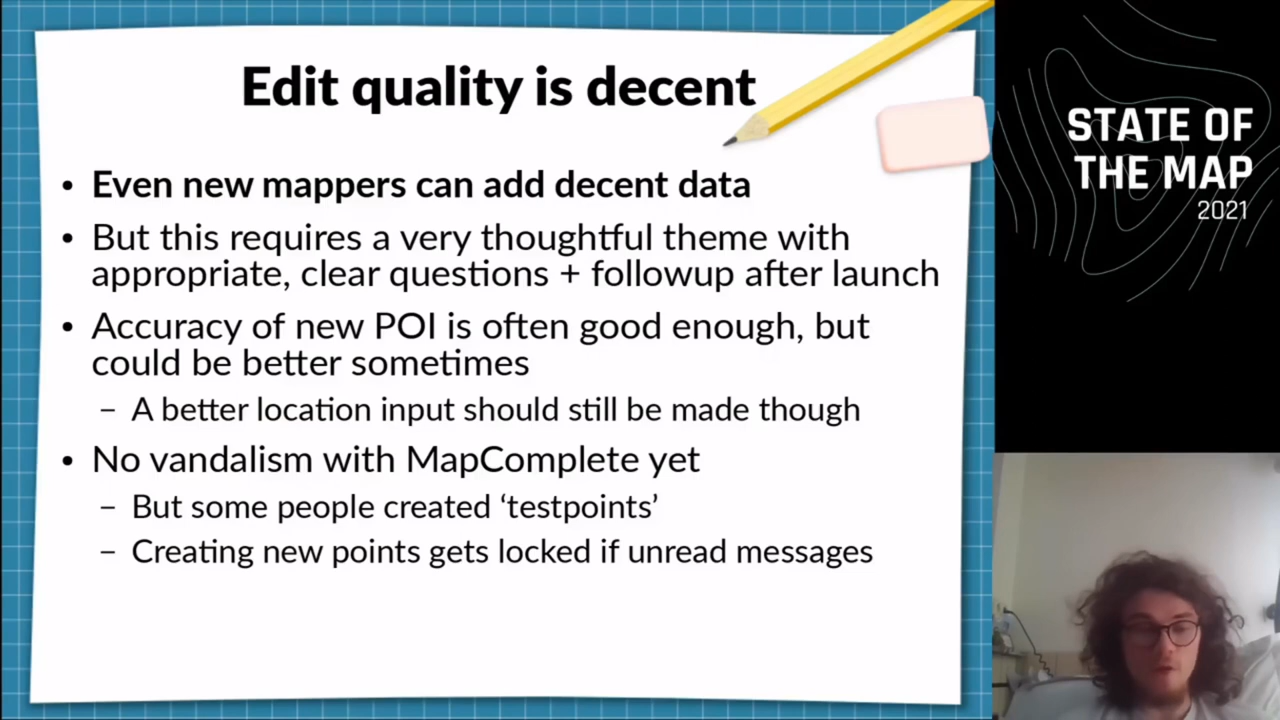 Edit quality is decent
• Even new mappers can add decent data
• But this requires a very thoughtful theme with
appropriate, clear questions + followup after launch
• Accuracy of new POI is often good enough, but
could be better sometimes
– A better location input should still be made though
• No vandalism with MapComplete yet
– But some people created ‘testpoints’
– Creating new points gets locked if unread messages
STATE OF
THE MAP
2021